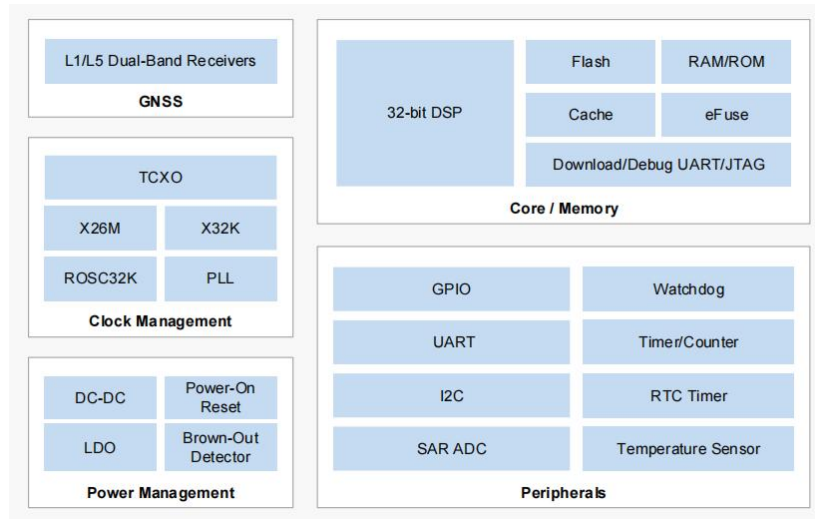 L1/L5 Dual-Band Receivers
GNSS
TCXO
X26M
X32K
ROSC32K
PLL
Clock Management
DC-DC
Power-On
Reset
LDO
Brown-Out
Detector
Power Management
32-bit DSP
Flash
RAM/ROM
Cache
eFuse
Download/Debug UART/JTAG
Core / Memory
GPIO
Watchdog
UART
Timer/Counter
I2C
RTC Timer
SAR ADC
Temperature Sensor
Peripherals